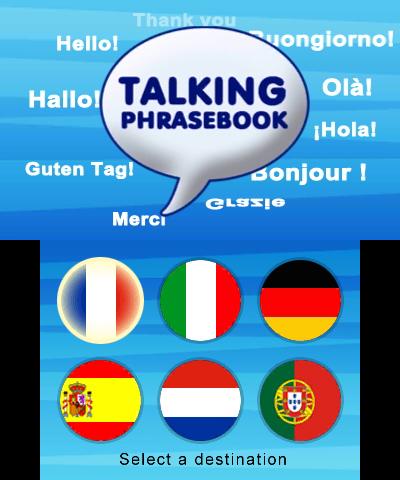 Thank you
Hello!
Buongiorno!
Hallo!
TALKING
PHRASEBOOK
Olà!
¡Hola!
Guten Tag!
Bonjour !
Grazie
Merci
Select a destination